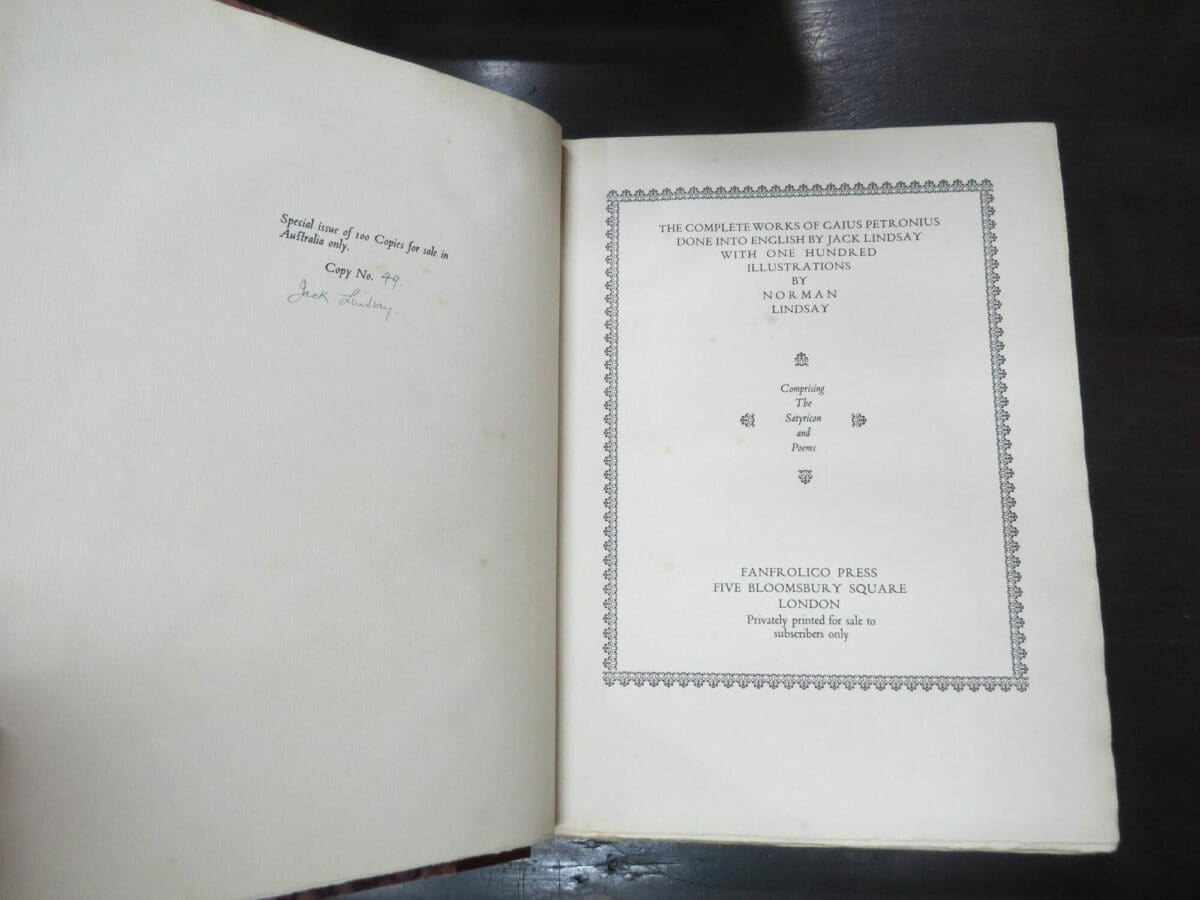 Special issue of 100 Copies for sale in
Australia only.
Copy No. 49.
Jack Lindsay.
THE COMPLETE WORKS OF GAIUS PETRONIUS
DONE INTO ENGLISH BY JACK LINDSAY
WITH ONE HUNDRED
ILLUSTRATIONS
BY
NORMAN
LINDSAY
Comprising
The
Satyricon
and
Poems
FANFROLICO PRESS
FIVE BLOOMSBURY SQUARE
LONDON
Privately printed for sale to
subscribers only